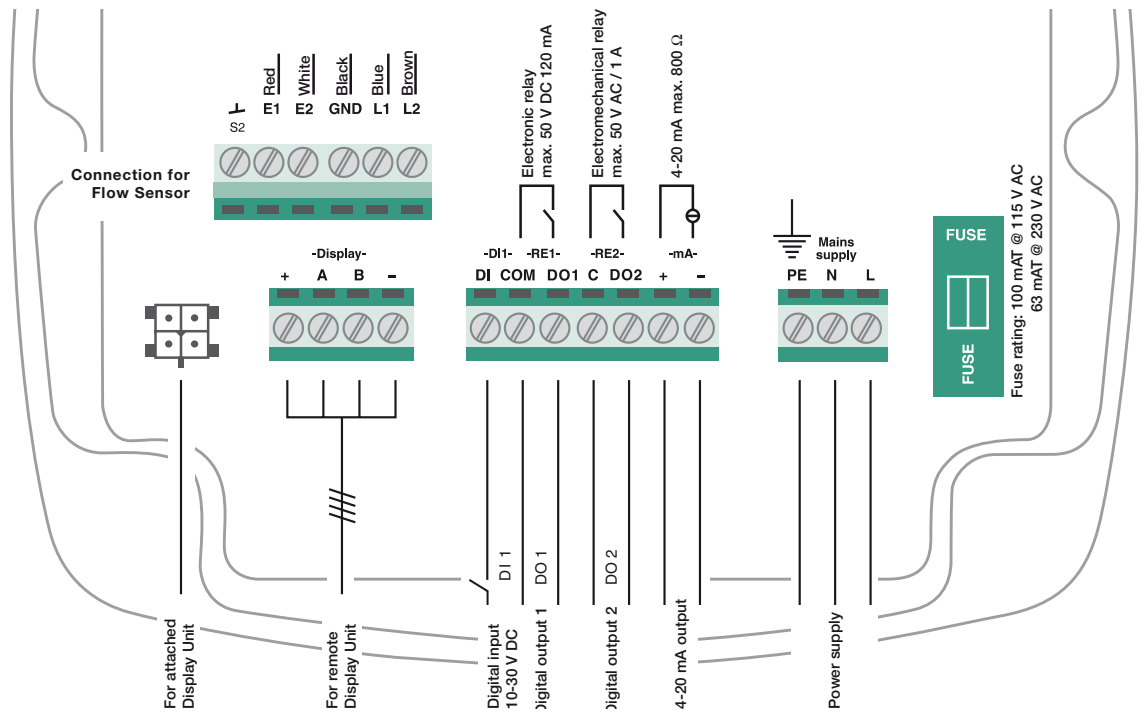 Red
White
Black
Blue
Brown
S2
E1
E2
GND
L1
L2
Connection for
Flow Sensor
Electronic relay
max. 50 V DC 120 mA
Electromechanical relay
max. 50 V AC / 1 A
4-20 mA max. 800 Ω
-Display-
+ A B –
-DI1- -RE1- -RE2- -mA-
DI COM DO1 C DO2 + –
Mains
supply
PE N L
FUSE
FUSE
Fuse rating: 100 mAT @ 115 V AC
63 mAT @ 230 V AC
DI 1
DO 1
DO 2
For attached
Display Unit
For remote
Display Unit
Digital input
10-30 V DC
Digital output 1
Digital output 2
4-20 mA output
Power supply